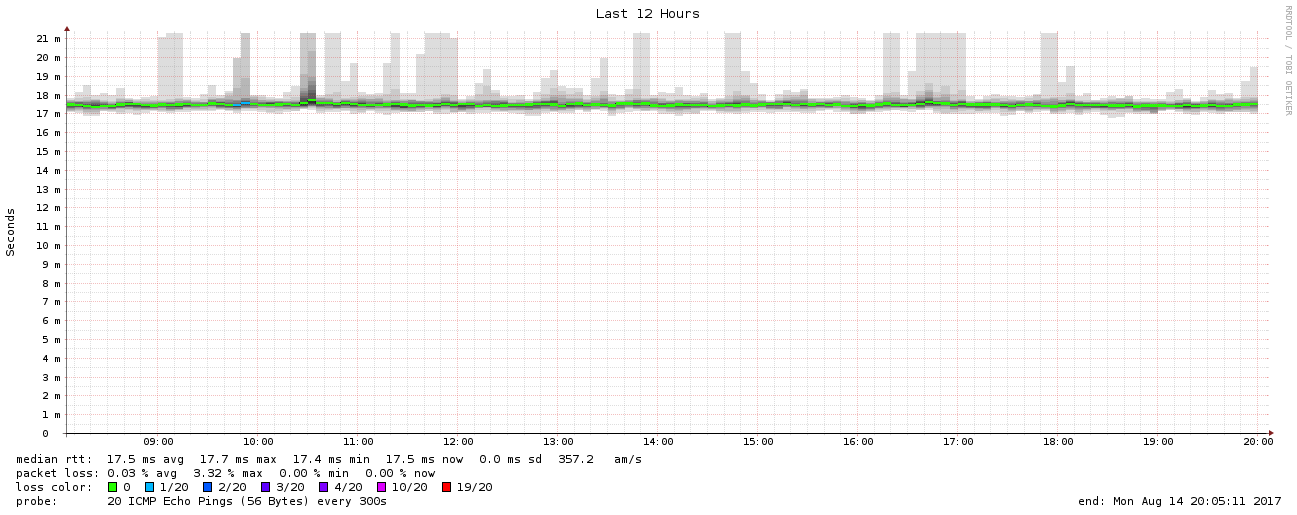 Last 12 Hours
RRDTOOL / TOBI OETIKER
Seconds
21 m
20 m
19 m
18 m
17 m
16 m
15 m
14 m
13 m
12 m
11 m
10 m
9 m
8 m
7 m
6 m
5 m
4 m
3 m
2 m
1 m
0
09:00 10:00 11:00 12:00 13:00 14:00 15:00 16:00 17:00 18:00 19:00 20:00
median rtt: 17.5 ms avg 17.7 ms max 17.4 ms min 17.5 ms now 0.0 ms sd 357.2 am/s
packet loss: 0.03 % avg 3.32 % max 0.00 % min 0.00 % now
loss color: 0 1/20 2/20 3/20 4/20 10/20 19/20
probe: 20 ICMP Echo Pings (56 Bytes) every 300s end: Mon Aug 14 20:05:11 2017